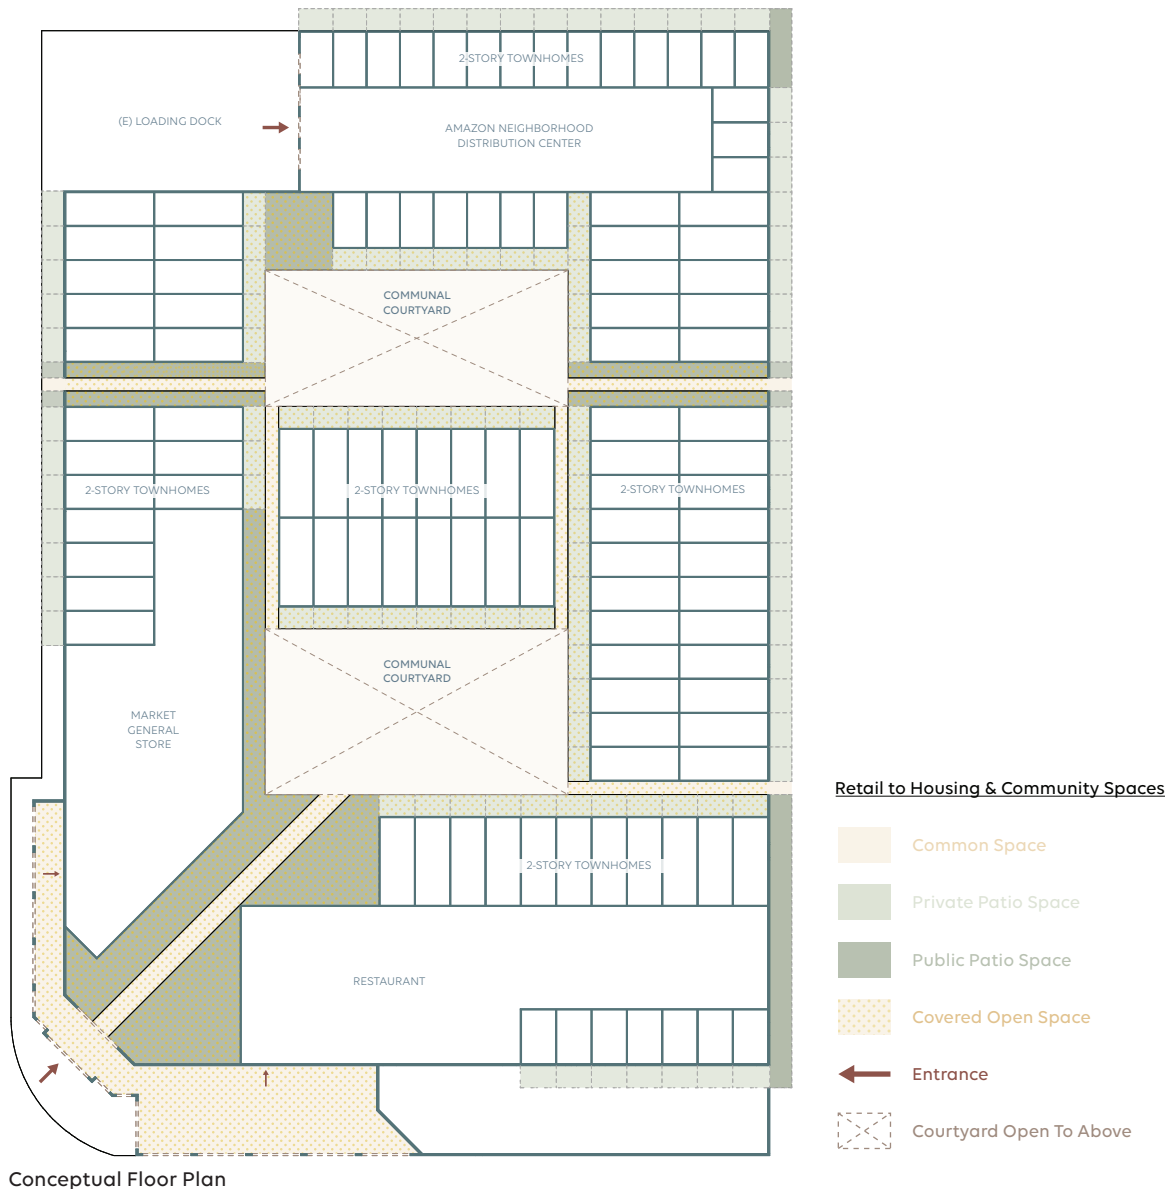 2-STORY TOWNHOMES
(E) LOADING DOCK
AMAZON NEIGHBORHOOD
DISTRIBUTION CENTER
COMMUNAL
COURTYARD
2-STORY TOWNHOMES
2-STORY TOWNHOMES
2-STORY TOWNHOMES
COMMUNAL
COURTYARD
MARKET
GENERAL
STORE
2-STORY TOWNHOMES
RESTAURANT
Retail to Housing & Community Spaces
Common Space
Private Patio Space
Public Patio Space
Covered Open Space
Entrance
Courtyard Open To Above
Conceptual Floor Plan